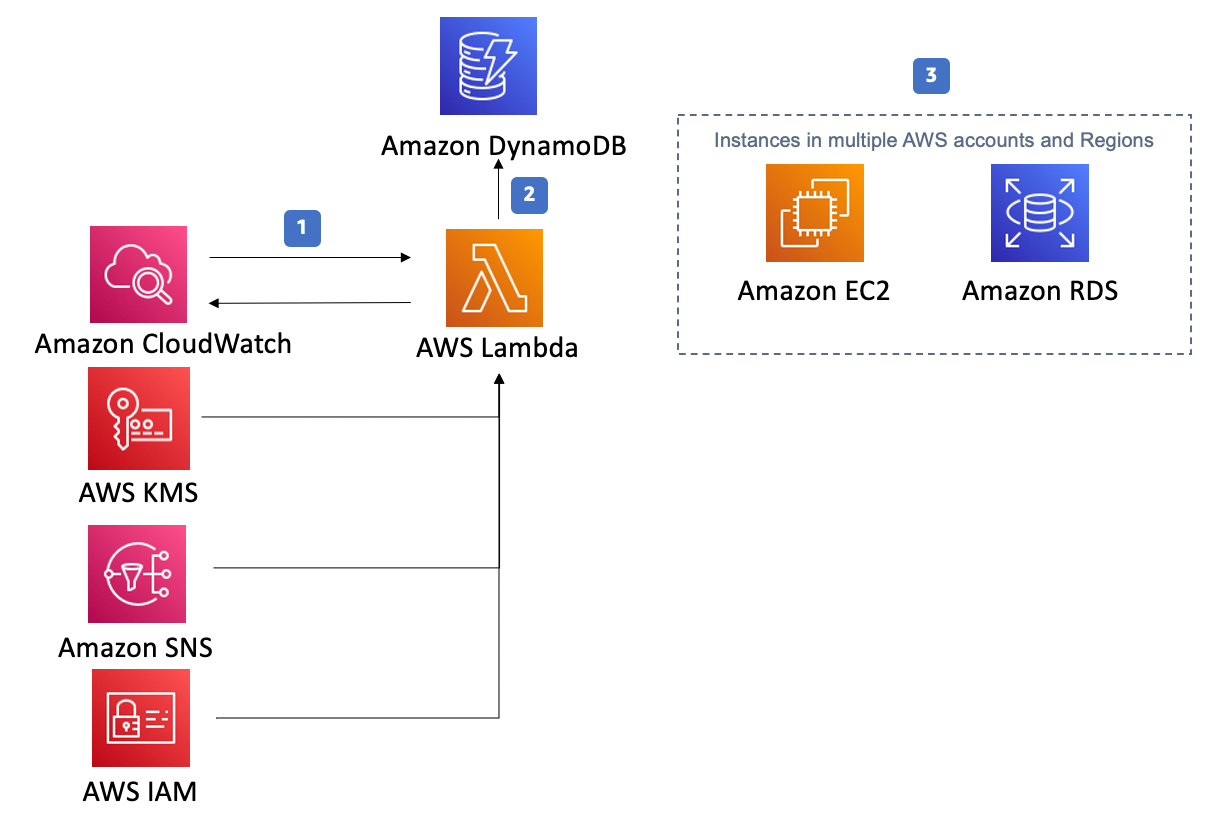 3
Instances in multiple AWS accounts and Regions
Amazon DynamoDB
2
1
Amazon EC2
Amazon RDS
Amazon CloudWatch
AWS Lambda
AWS KMS
Amazon SNS
AWS IAM